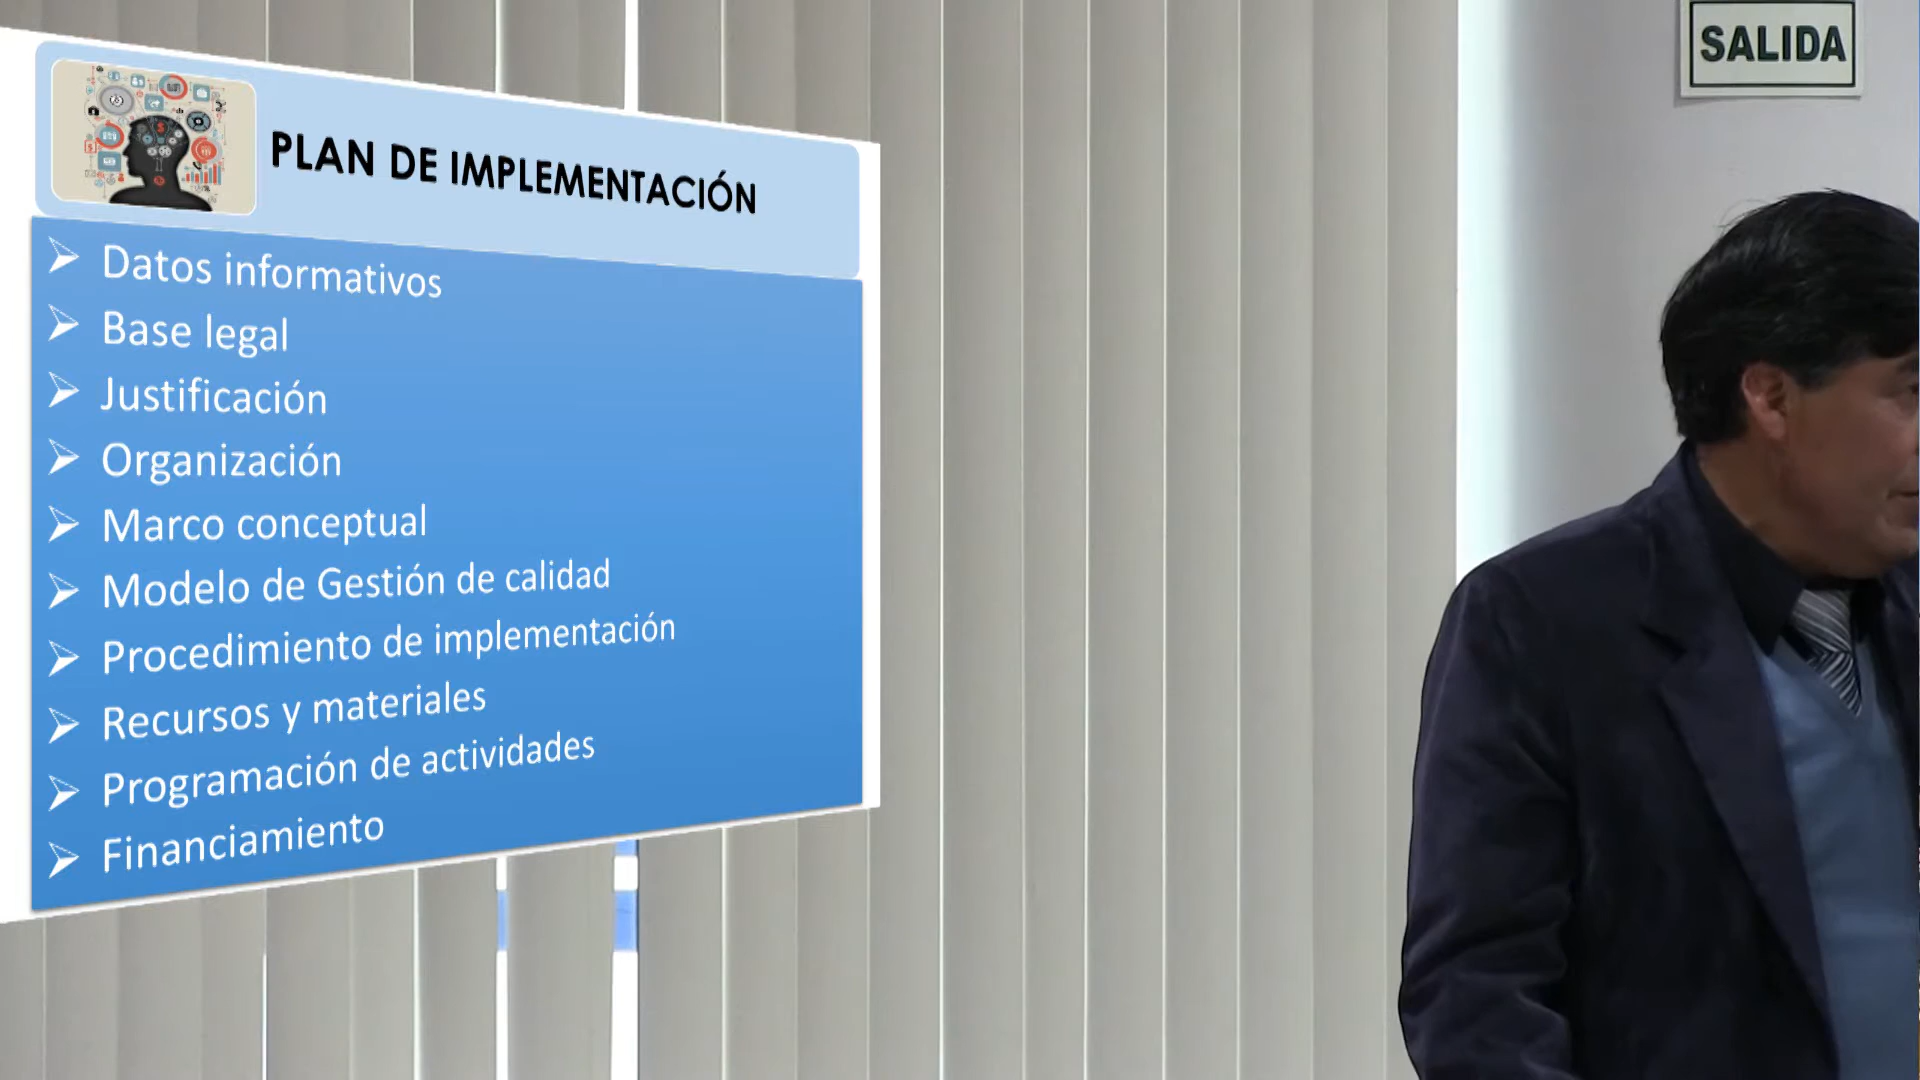 SALIDA
PLAN DE IMPLEMENTACIÓN
Datos informativos
Base legal
Justificación
Organización
Marco conceptual
Modelo de Gestión de calidad
Procedimiento de implementación
Recursos y materiales
Programación de actividades
Financiamiento